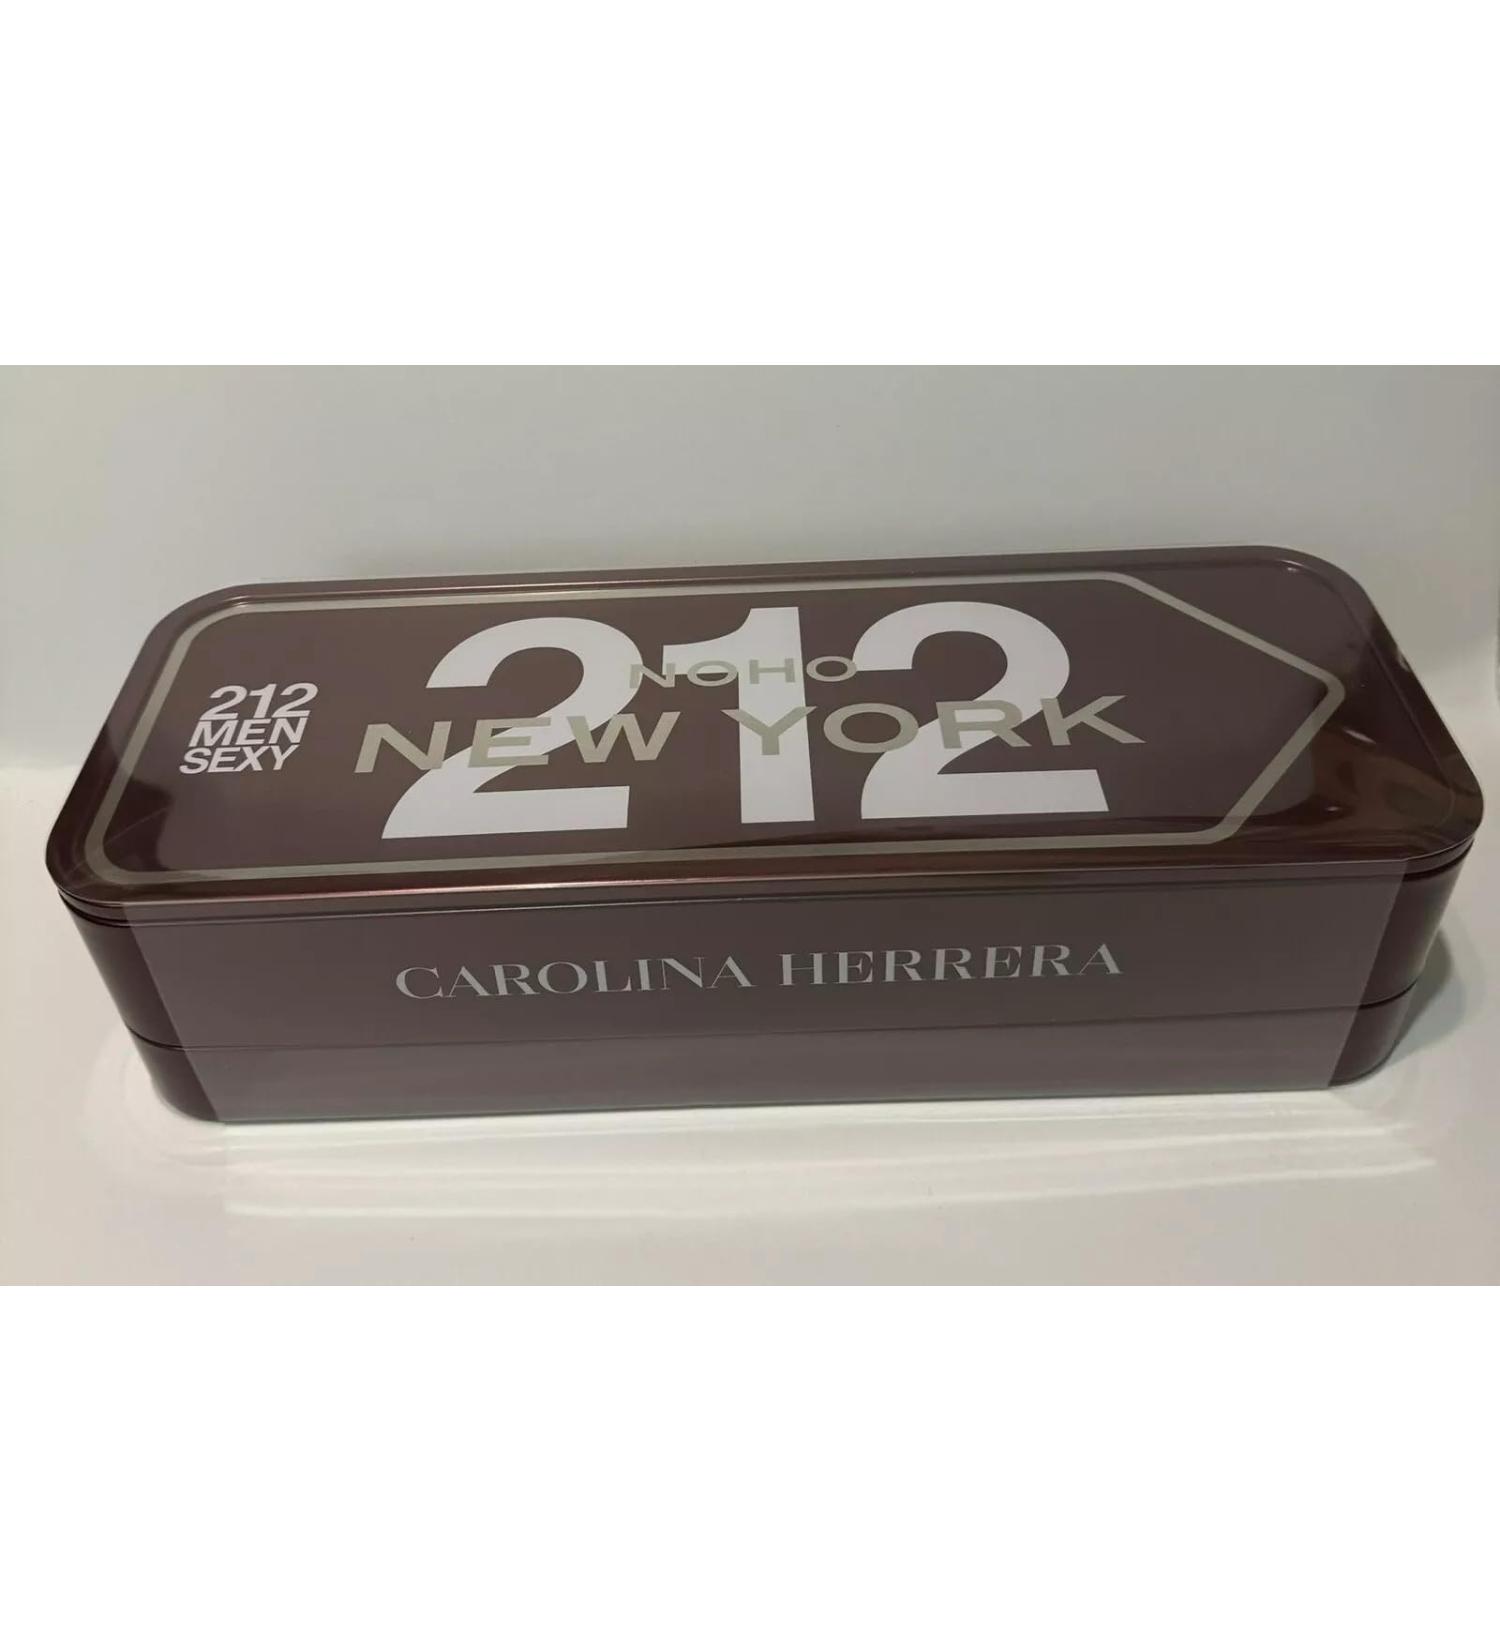 212
MEN
SEXY
212
NOHO
NEW YORK
CAROLINA HERRERA